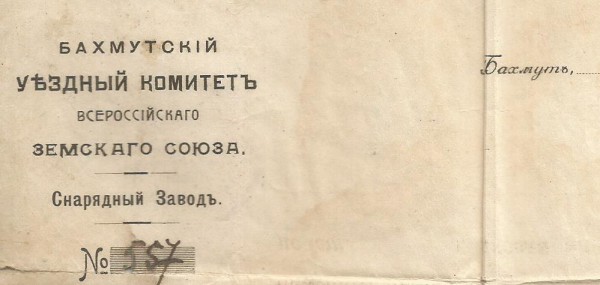 БАХМУТСКІЙ
УѢЗДНЫЙ КОМИТЕТЪ
ВСЕРОССІЙСКАГО
ЗЕМСКАГО СОЮЗА.
Снарядный Заводъ.
№ 557
Бахмутъ,